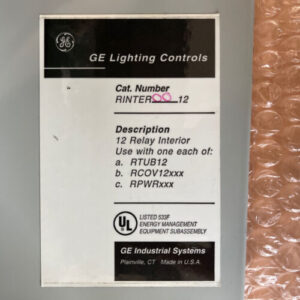 GE Lighting Controls
Cat. Number
RINTER00 12
Description
12 Relay Interior
Use with one each of:
a. RTUB12
b. RCOV12xxx
c. RPWRxxx
UL
LISTED 533F
ENERGY MANAGEMENT
EQUIPMENT SUBASSEMBLY
GE Industrial Systems
Plainville, CT Made in U.S.A.